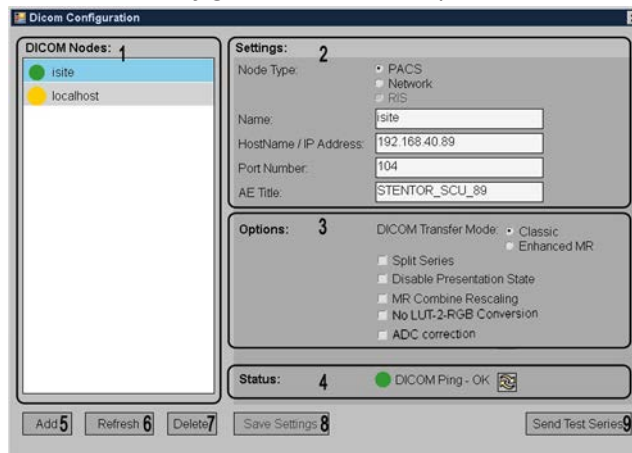 Dicom Configuration
DICOM Nodes: 1
isite
localhost
Settings: 2
Node Type: PACS
Network
RIS
Name: isite
HostName / IP Address: 192.168.40.89
Port Number: 104
AE Title: STENTOR_SCU_89
Options: 3 DICOM Transfer Mode: Classic
Enhanced MR
Split Series
Disable Presentation State
MR Combine Rescaling
No LUT-2-RGB Conversion
ADC correction
Status: 4 DICOM Ping - OK
Add 5 Refresh 6 Delete 7 Save Settings 8 Send Test Series 9